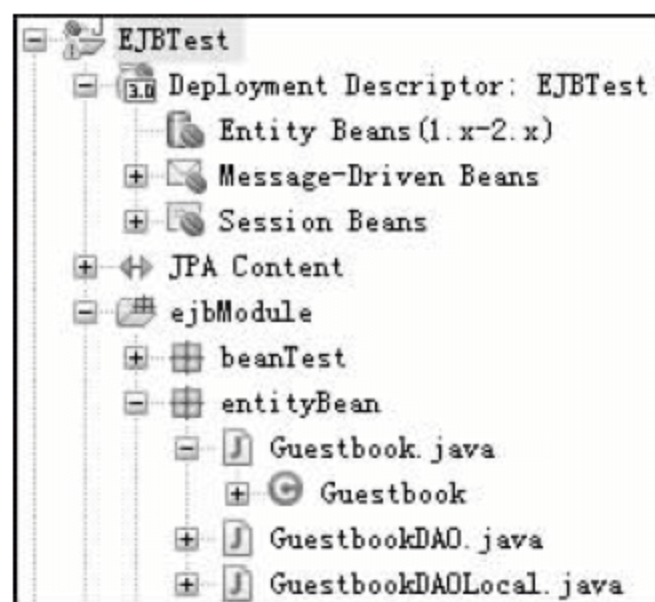 EJBTest
Deployment Descriptor: EJBTest
3.0
Entity Beans(1.x-2.x)
Message-Driven Beans
Session Beans
JPA Content
ejbModule
beanTest
entityBean
Guestbook.java
Guestbook
GuestbookDAO.java
GuestbookDAOLocal.java